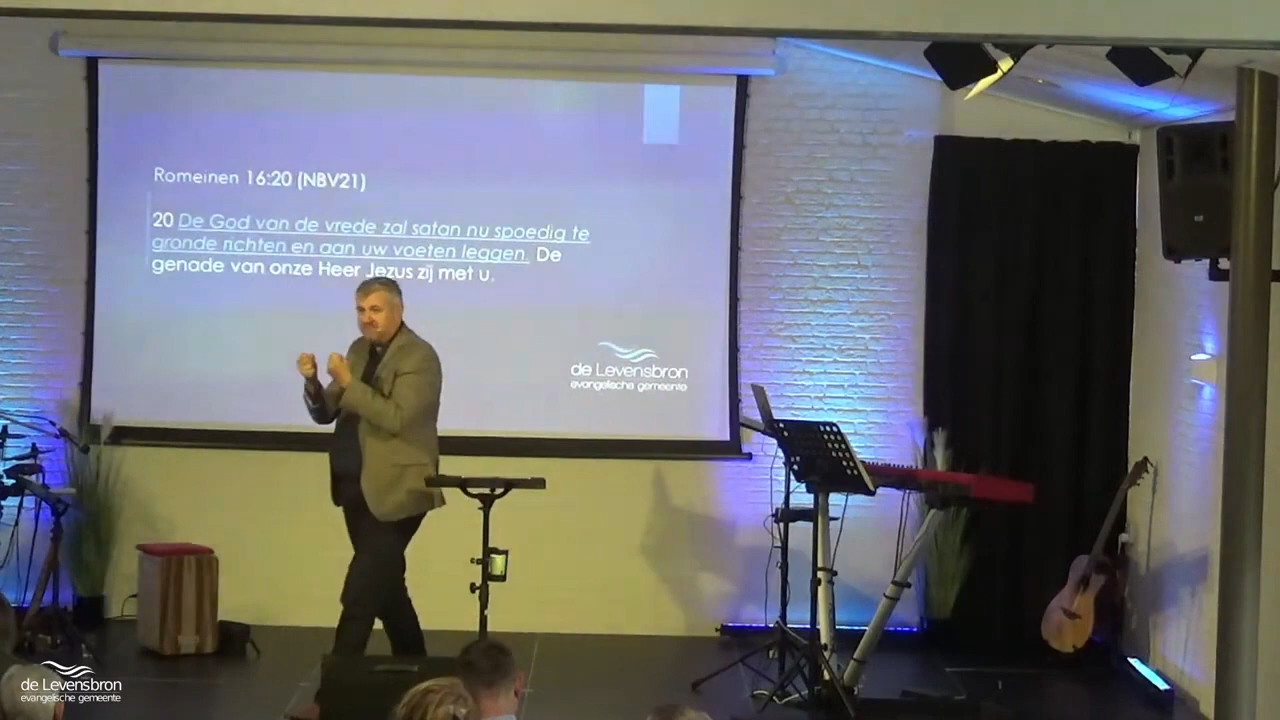 Romeinen 16:20 (NBV21)
20 De God van de vrede zal satan nu spoedig te
gronde richten en aan uw voeten leggen. De
genade van onze Heer Jezus zij met u.
de Levensbron
evangelische gemeente
de Levensbron
evangelische gemeente